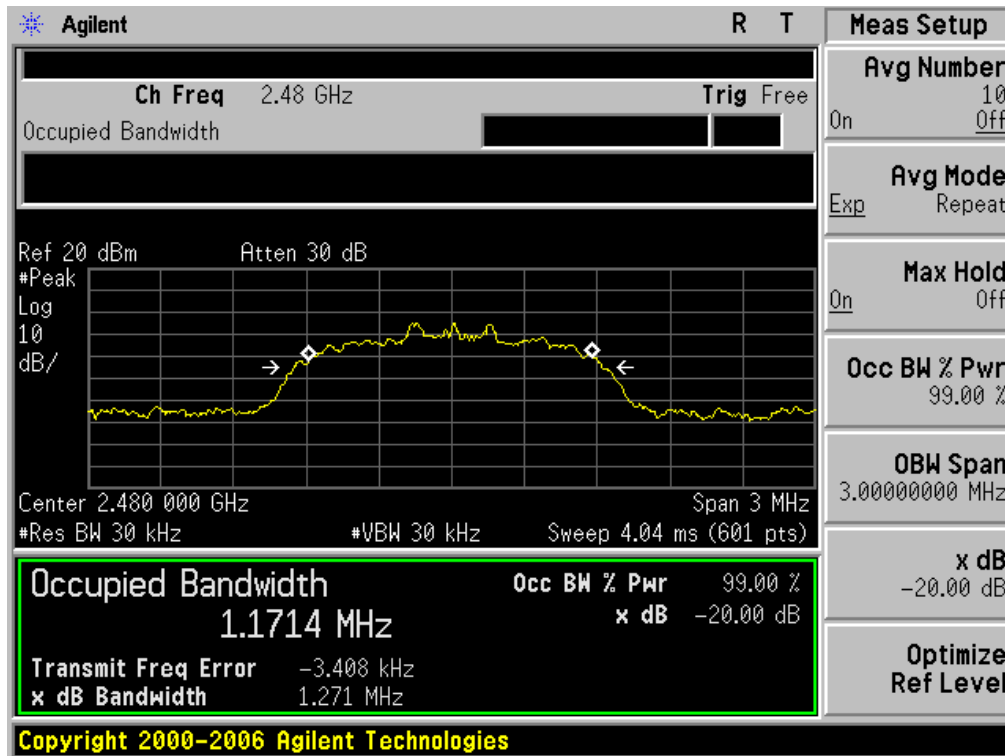 Agilent R T
Ch Freq 2.48 GHz Trig Free
Occupied Bandwidth
Ref 20 dBm Atten 30 dB
#Peak
Log
10
dB/
Center 2.480 000 GHz Span 3 MHz
#Res BW 30 kHz #VBW 30 kHz Sweep 4.04 ms (601 pts)
Occupied Bandwidth
1.1714 MHz
Occ BW % Pwr 99.00 %
x dB -20.00 dB
Transmit Freq Error -3.408 kHz
x dB Bandwidth 1.271 MHz
Copyright 2000-2006 Agilent Technologies
Meas Setup
Avg Number
10
On Off
Avg Mode
Exp Repeat
Max Hold
On Off
Occ BW % Pwr
99.00 %
OBW Span
3.00000000 MHz
x dB
-20.00 dB
Optimize
Ref Level